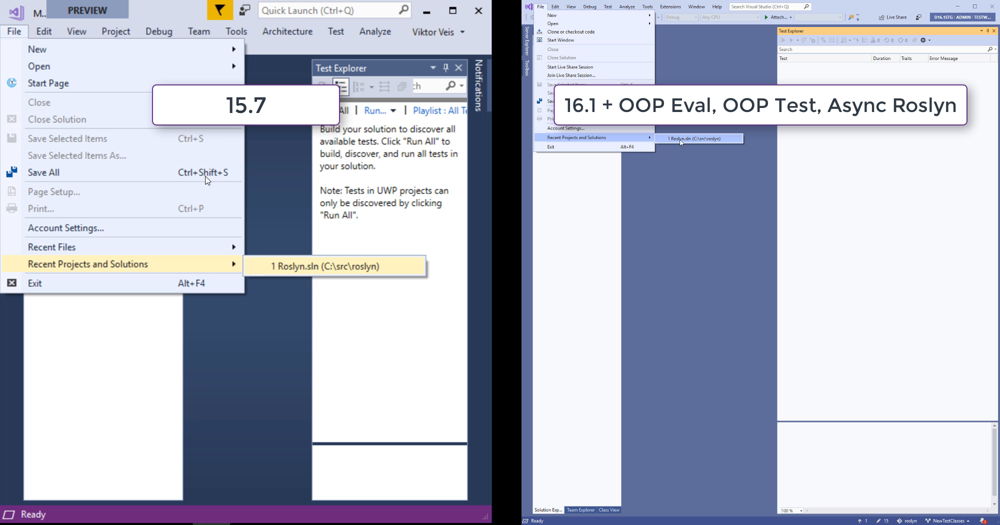 M..
PREVIEW
Quick Launch (Ctrl+Q)
File Edit View Project Debug Team Tools Architecture Test Analyze Viktor Veis
New
Open
Start Page
Close
Close Solution
Save Selected Items Ctrl+S
Save Selected Items As...
Save All Ctrl+Shift+S
Page Setup...
Print... Ctrl+P
Account Settings...
Recent Files
Recent Projects and Solutions
1 Roslyn.sln (C:\src\roslyn)
Exit Alt+F4
15.7
Test Explorer
All | Run... | Playlist : All Te
Build your solution to discover all
available tests. Click "Run All" to
build, discover, and run all tests in
your solution.
Note: Tests in UWP projects can
only be discovered by clicking
"Run All".
Notifications
Ready
File Edit View Debug Test Analyze Tools Extensions Window Help Search Visual Studio (Ctrl+Q)
Debug Any CPU Attach... Live Share D16.1STG | ADMIN | TESTW...
Server Explorer
Toolbox
New
Open
Clone or checkout code
Start Window
Close
Close Solution
Start Live Share Session
Join Live Share Session...
16.1 + OOP Eval, OOP Test, Async Roslyn
Account Settings...
Recent Projects and Solutions
1 Roslyn.sln (C:\src\roslyn)
Exit Alt+F4
Test Explorer
0 0 0
Search
Test Duration Traits Error Message
100 %
Solution Exp... Team Explorer Class View
Ready
1 15 roslyn NewTestClasses 1